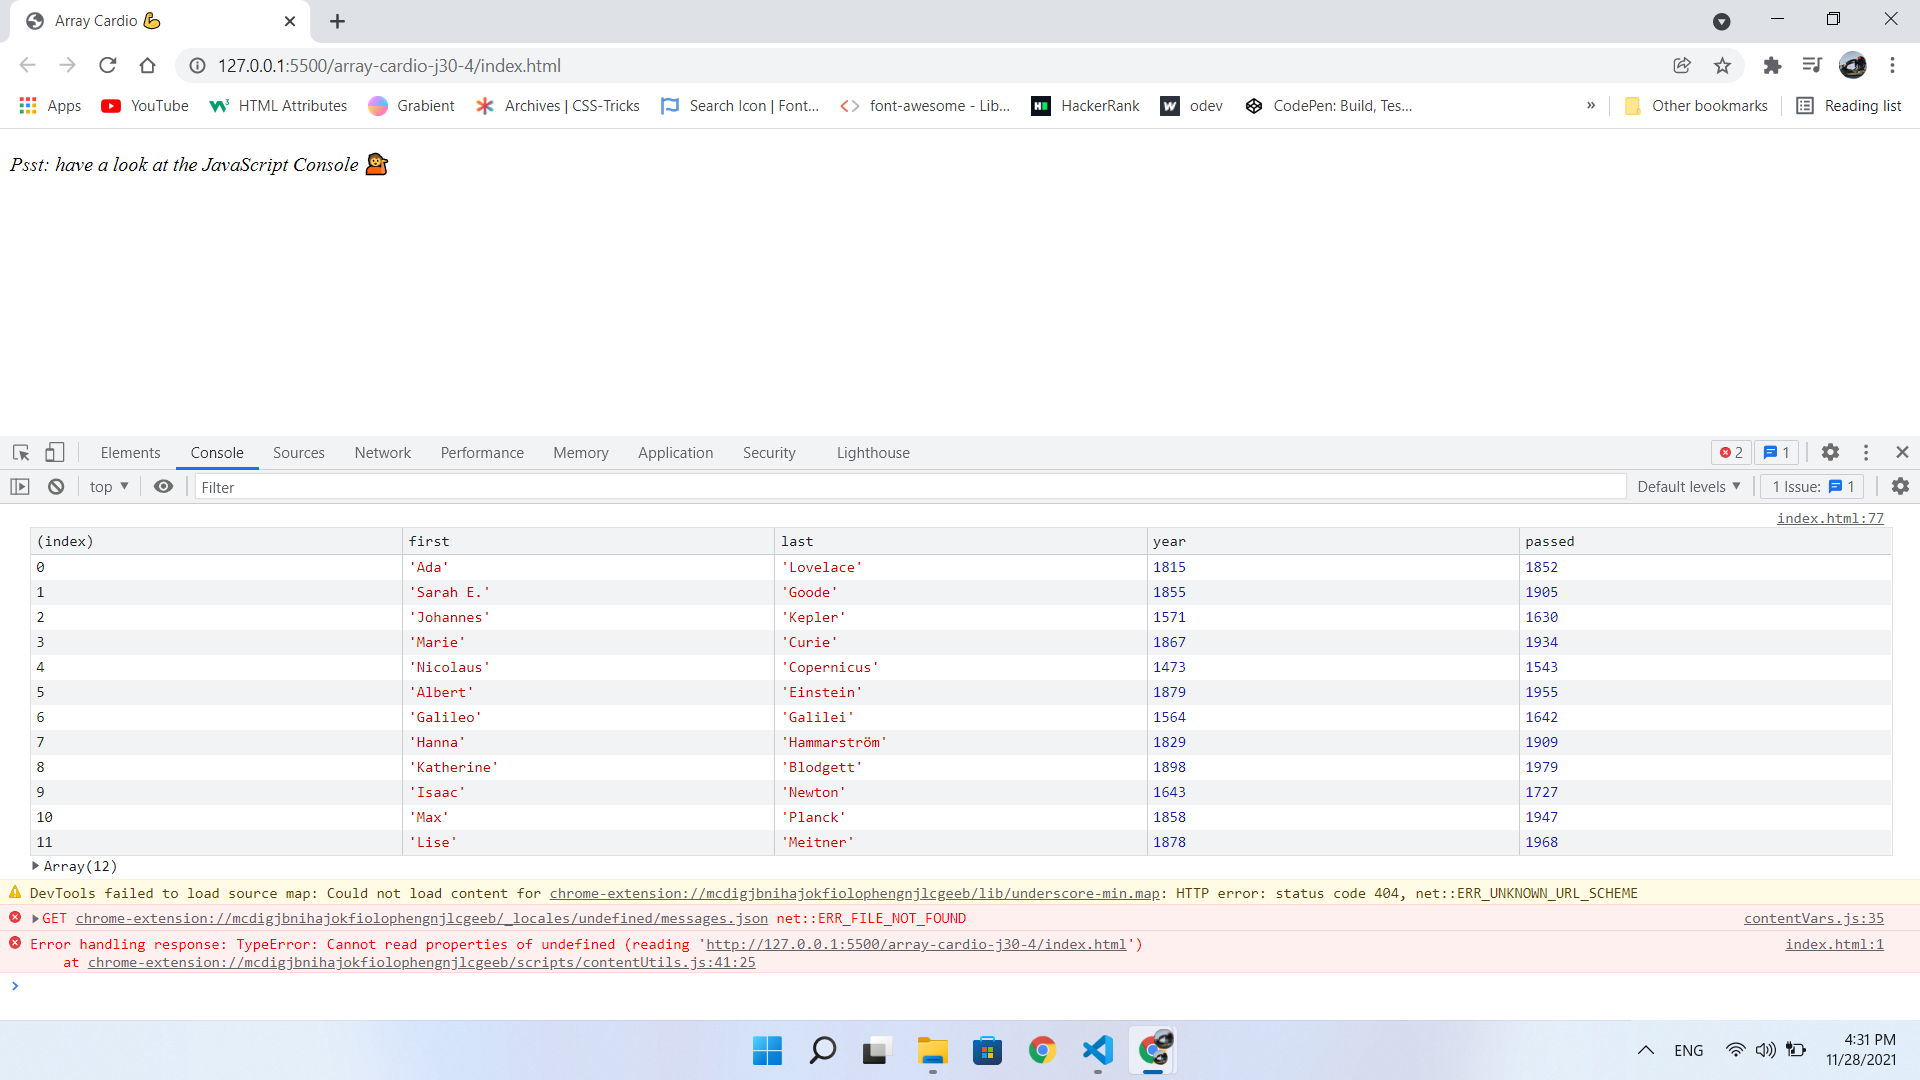 Array Cardio 💪
127.0.0.1:5500/array-cardio-j30-4/index.html
Apps YouTube HTML Attributes Grabient Archives | CSS-Tricks Search Icon | Font... font-awesome - Lib... HackerRank odev CodePen: Build, Tes... » Other bookmarks Reading list
Psst: have a look at the JavaScript Console 💁
Elements Console Sources Network Performance Memory Application Security Lighthouse 2 1
top Filter Default levels 1 Issue: 1
index.html:77
(index) first last year passed
0 'Ada' 'Lovelace' 1815 1852
1 'Sarah E.' 'Goode' 1855 1905
2 'Johannes' 'Kepler' 1571 1630
3 'Marie' 'Curie' 1867 1934
4 'Nicolaus' 'Copernicus' 1473 1543
5 'Albert' 'Einstein' 1879 1955
6 'Galileo' 'Galilei' 1564 1642
7 'Hanna' 'Hammarström' 1829 1909
8 'Katherine' 'Blodgett' 1898 1979
9 'Isaac' 'Newton' 1643 1727
10 'Max' 'Planck' 1858 1947
11 'Lise' 'Meitner' 1878 1968
Array(12)
DevTools failed to load source map: Could not load content for chrome-extension://mcdigjbnihajokfiolophengnjlcgeeb/lib/underscore-min.map: HTTP error: status code 404, net::ERR_UNKNOWN_URL_SCHEME
GET chrome-extension://mcdigjbnihajokfiolophengnjlcgeeb/_locales/undefined/messages.json net::ERR_FILE_NOT_FOUND contentVars.js:35
Error handling response: TypeError: Cannot read properties of undefined (reading 'http://127.0.0.1:5500/array-cardio-j30-4/index.html') index.html:1
at chrome-extension://mcdigjbnihajokfiolophengnjlcgeeb/scripts/contentUtils.js:41:25
ENG 4:31 PM
11/28/2021